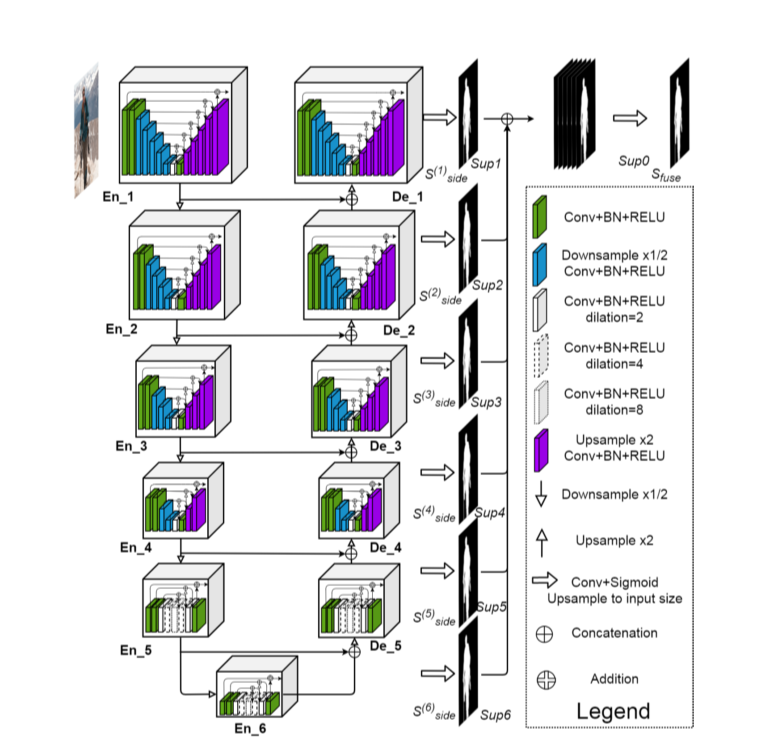 En_1
De_1
S(1)side
Sup1
Sup0
Sfuse
En_2
De_2
S(2)side
Sup2
En_3
De_3
S(3)side
Sup3
En_4
De_4
S(4)side
Sup4
En_5
De_5
S(5)side
Sup5
En_6
S(6)side
Sup6
Conv+BN+RELU
Downsample x1/2
Conv+BN+RELU
Conv+BN+RELU
dilation=2
Conv+BN+RELU
dilation=4
Conv+BN+RELU
dilation=8
Upsample x2
Conv+BN+RELU
Downsample x1/2
Upsample x2
Conv+Sigmoid
Upsample to input size
Concatenation
Addition
Legend